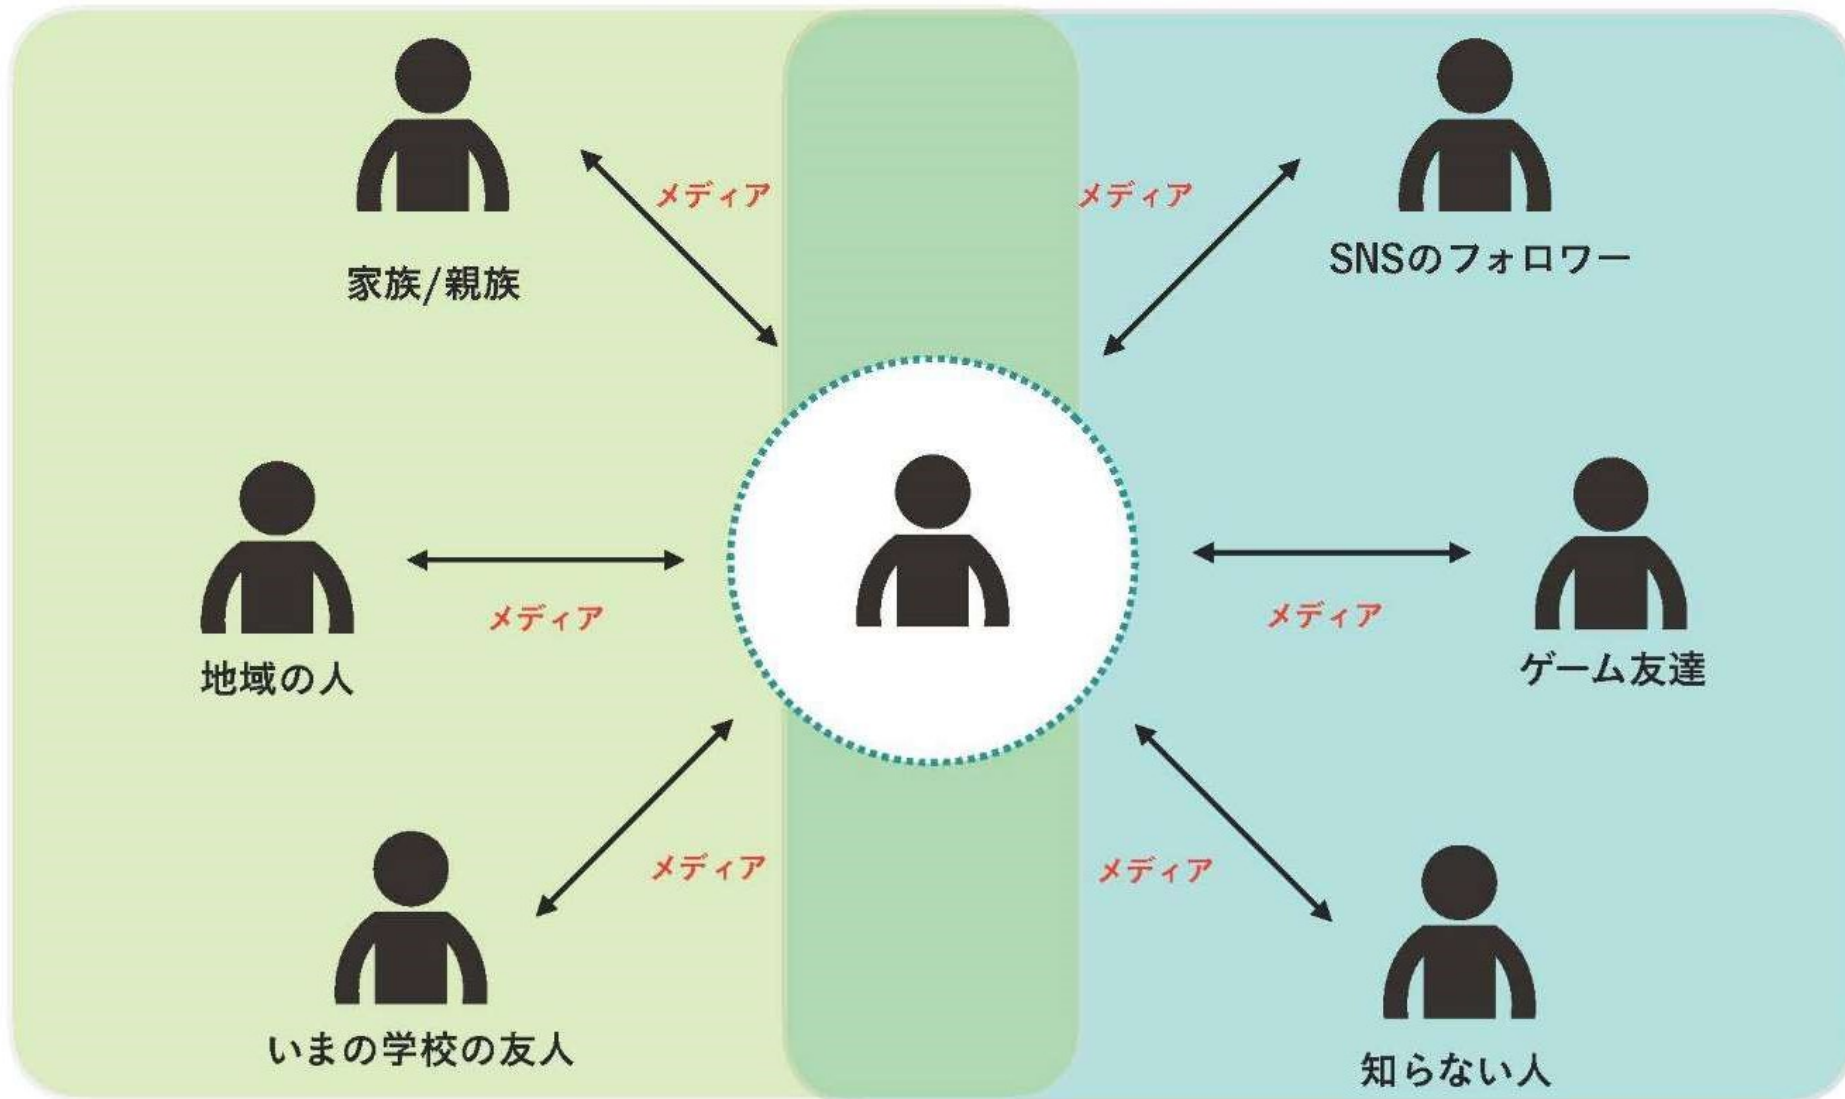 メディア
メディア
SNSのフォロワー
家族/親族
メディア
メディア
地域の人
ゲーム友達
メディア
メディア
いまの学校の友人
知らない人